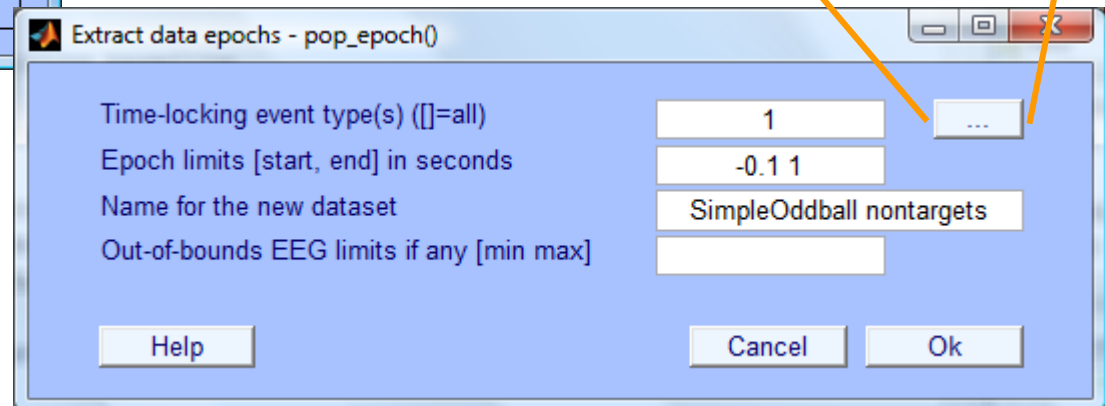 Extract data epochs - pop_epoch()
Time-locking event type(s) ([]=all) 1 ...
Epoch limits [start, end] in seconds -0.1 1
Name for the new dataset SimpleOddball nontargets
Out-of-bounds EEG limits if any [min max]
Help Cancel Ok